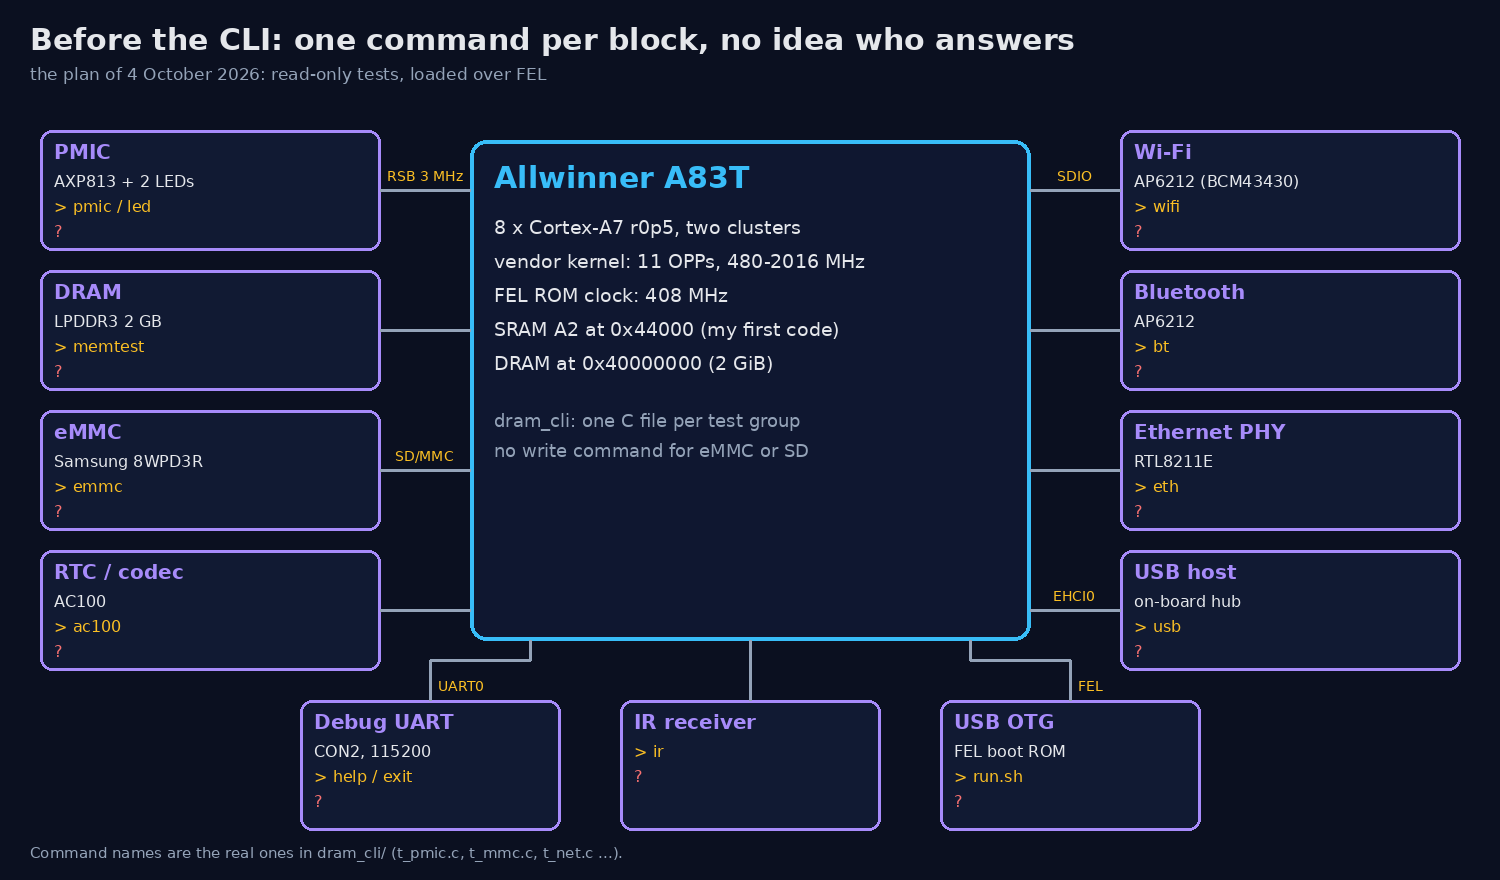 Before the CLI: one command per block, no idea who answers
the plan of 4 October 2026: read-only tests, loaded over FEL
PMIC
AXP813 + 2 LEDs
> pmic / led
?
RSB 3 MHz
DRAM
LPDDR3 2 GB
> memtest
?
eMMC
Samsung 8WPD3R
> emmc
?
SD/MMC
RTC / codec
AC100
> ac100
?
Allwinner A83T
8 x Cortex-A7 r0p5, two clusters
vendor kernel: 11 OPPs, 480-2016 MHz
FEL ROM clock: 408 MHz
SRAM A2 at 0x44000 (my first code)
DRAM at 0x40000000 (2 GiB)
dram_cli: one C file per test group
no write command for eMMC or SD
SDIO
Wi-Fi
AP6212 (BCM43430)
> wifi
?
Bluetooth
AP6212
> bt
?
Ethernet PHY
RTL8211E
> eth
?
EHCI0
USB host
on-board hub
> usb
?
UART0
Debug UART
CON2, 115200
> help / exit
?
IR receiver
> ir
?
FEL
USB OTG
FEL boot ROM
> run.sh
?
Command names are the real ones in dram_cli/ (t_pmic.c, t_mmc.c, t_net.c ...).